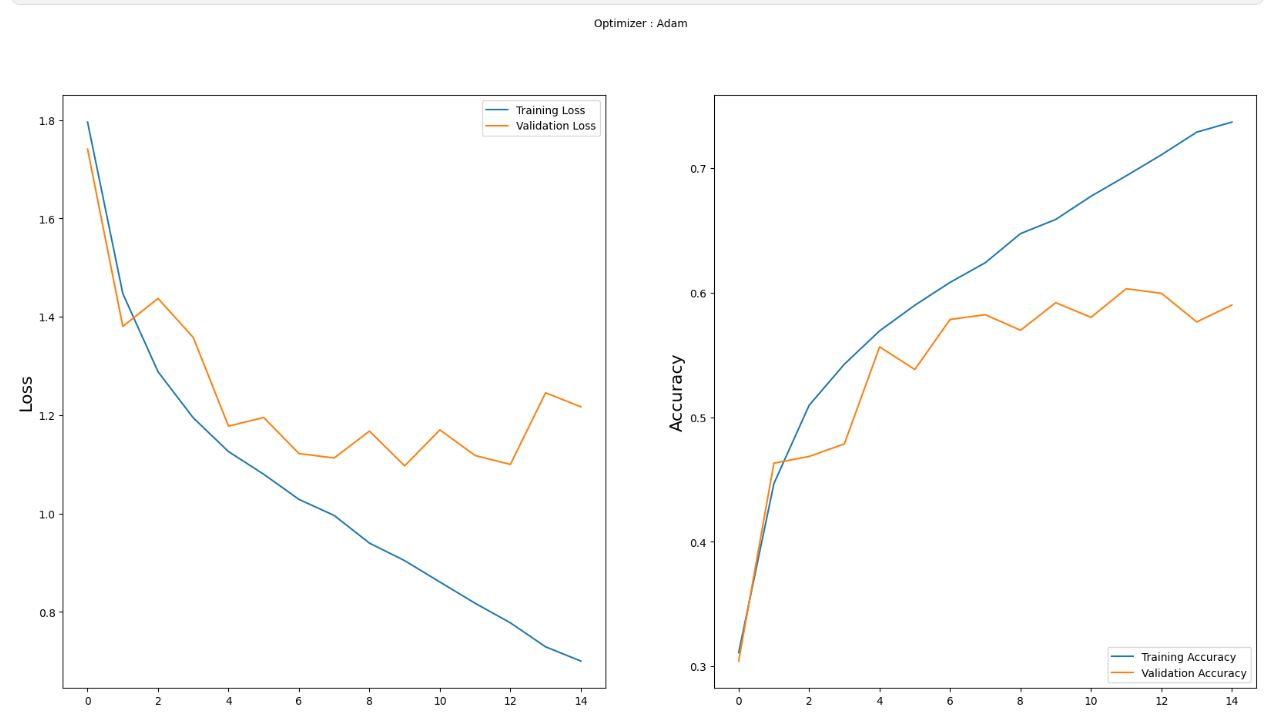 Optimizer : Adam
Training Loss
Validation Loss
1.8
1.6
1.4
1.2
1.0
0.8
Loss
0 2 4 6 8 10 12 14
0.7
0.6
0.5
0.4
0.3
Accuracy
Training Accuracy
Validation Accuracy
0 2 4 6 8 10 12 14